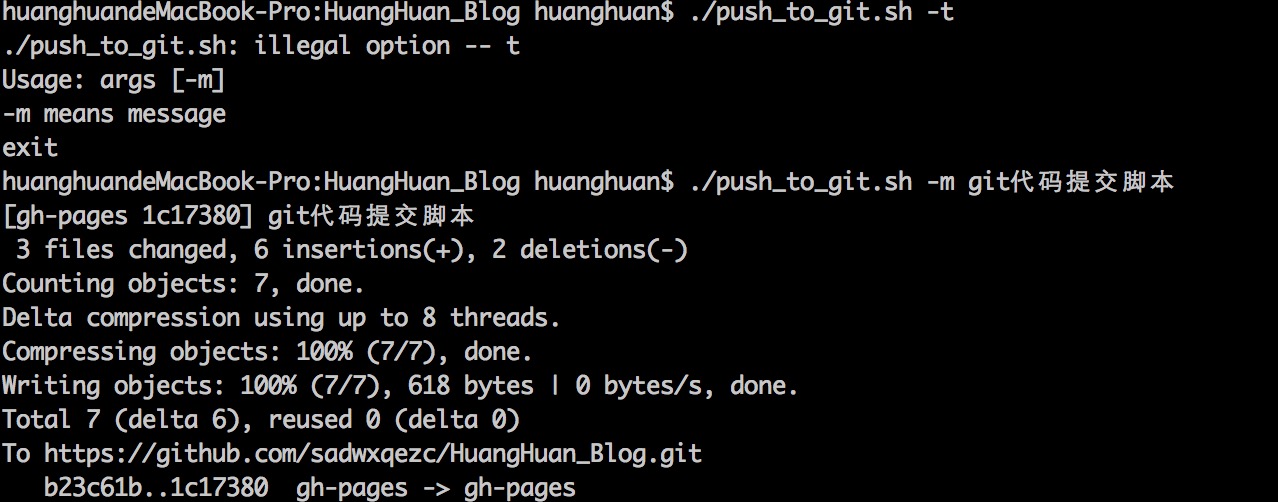 huanghuandeMacBook-Pro:HuangHuan_Blog huanghuan$ ./push_to_git.sh -t
./push_to_git.sh: illegal option -- t
Usage: args [-m]
-m means message
exit
huanghuandeMacBook-Pro:HuangHuan_Blog huanghuan$ ./push_to_git.sh -m git代码提交脚本
[gh-pages 1c17380] git代码提交脚本
 3 files changed, 6 insertions(+), 2 deletions(-)
Counting objects: 7, done.
Delta compression using up to 8 threads.
Compressing objects: 100% (7/7), done.
Writing objects: 100% (7/7), 618 bytes | 0 bytes/s, done.
Total 7 (delta 6), reused 0 (delta 0)
To https://github.com/sadwxqezc/HuangHuan_Blog.git
   b23c61b..1c17380  gh-pages -> gh-pages